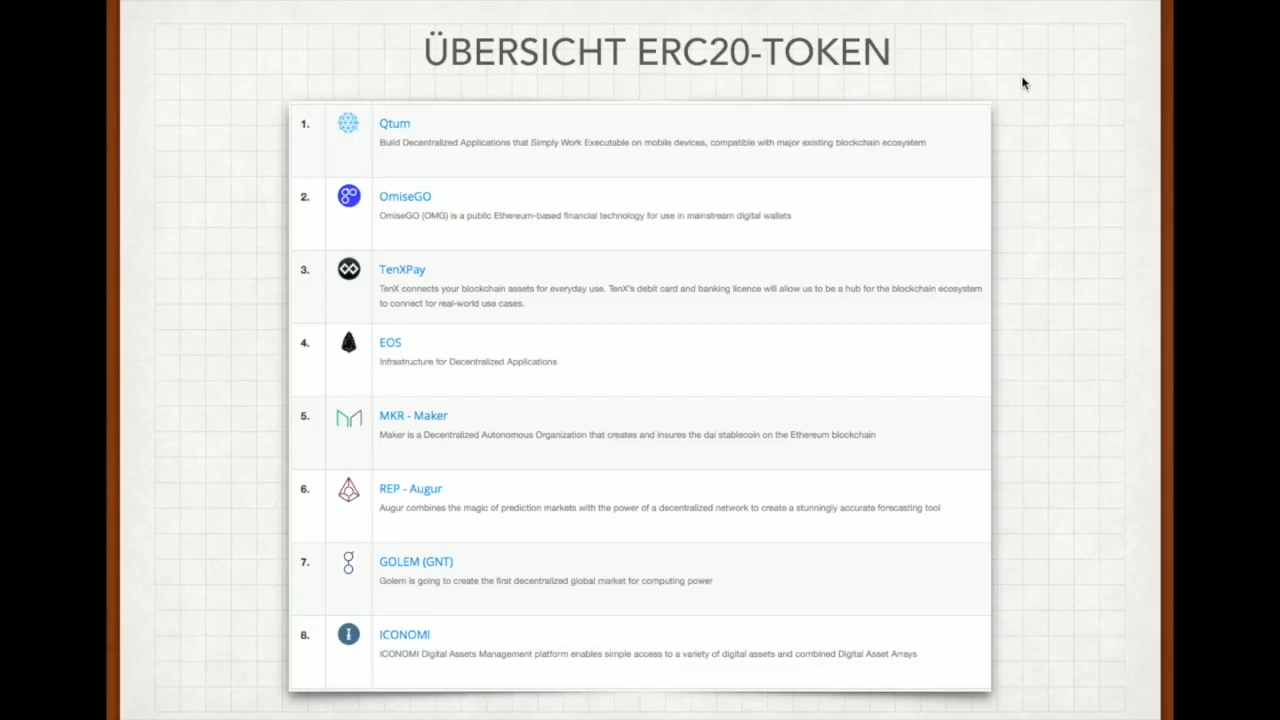 ÜBERSICHT ERC20-TOKEN
1.
Qtum
Build Decentralized Applications that Simply Work Executable on mobile devices, compatible with major existing blockchain ecosystem
2.
OmiseGO
OmiseGO (OMG) is a public Ethereum-based financial technology for use in mainstream digital wallets
3.
TenXPay
TenX connects your blockchain assets for everyday use. TenX's debit card and banking licence will allow us to be a hub for the blockchain ecosystem
to connect for real-world use cases.
4.
EOS
Infrastructure for Decentralized Applications
5.
MKR - Maker
Maker is a Decentralized Autonomous Organization that creates and insures the dai stablecoin on the Ethereum blockchain
6.
REP - Augur
Augur combines the magic of prediction markets with the power of a decentralized network to create a stunningly accurate forecasting tool
7.
GOLEM (GNT)
Golem is going to create the first decentralized global market for computing power
8.
ICONOMI
ICONOMI Digital Assets Management platform enables simple access to a variety of digital assets and combined Digital Asset Arrays